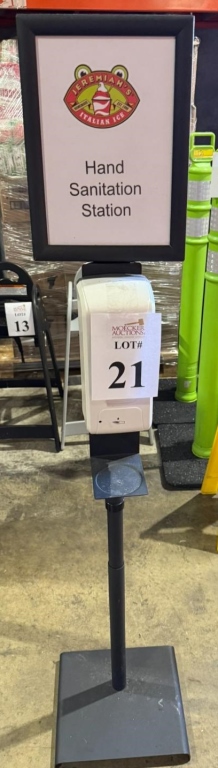 JEREMIAH'S
ITALIAN ICE
Hand
Sanitation
Station
MOECKER
AUCTIONS
LOT#
21
13